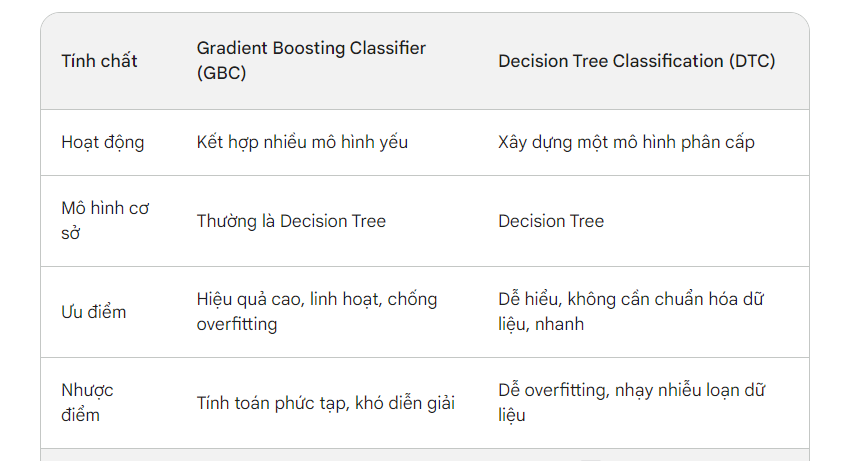 Tính chất
Gradient Boosting Classifier
(GBC)
Decision Tree Classification (DTC)
Hoạt động
Kết hợp nhiều mô hình yếu
Xây dựng một mô hình phân cấp
Mô hình cơ
sở
Thường là Decision Tree
Decision Tree
Ưu điểm
Hiệu quả cao, linh hoạt, chống
overfitting
Dễ hiểu, không cần chuẩn hóa dữ
liệu, nhanh
Nhược
điểm
Tính toán phức tạp, khó diễn giải
Dễ overfitting, nhạy nhiễu loạn dữ
liệu